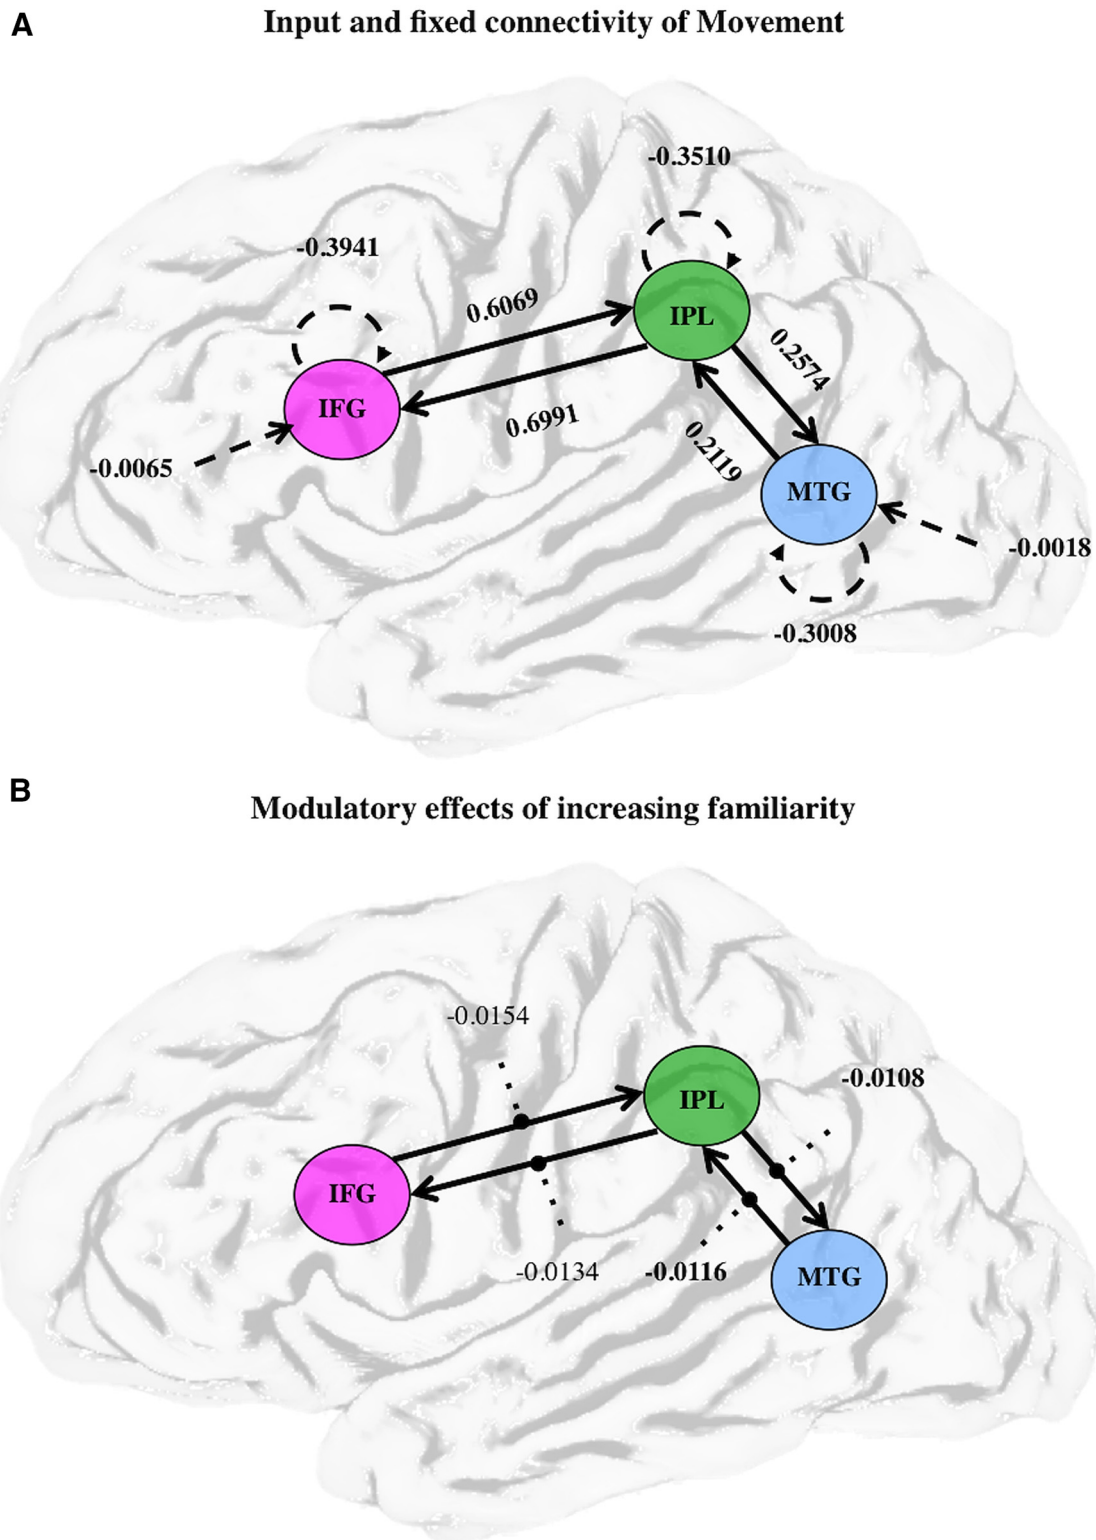 A
Input and fixed connectivity of Movement
-0.3510
-0.3941
0.6069
IPL
0.2574
IFG
0.6991
-0.0065
0.2119
MTG
-0.0018
-0.3008
B
Modulatory effects of increasing familiarity
-0.0154
-0.0108
IPL
IFG
-0.0134
-0.0116
MTG